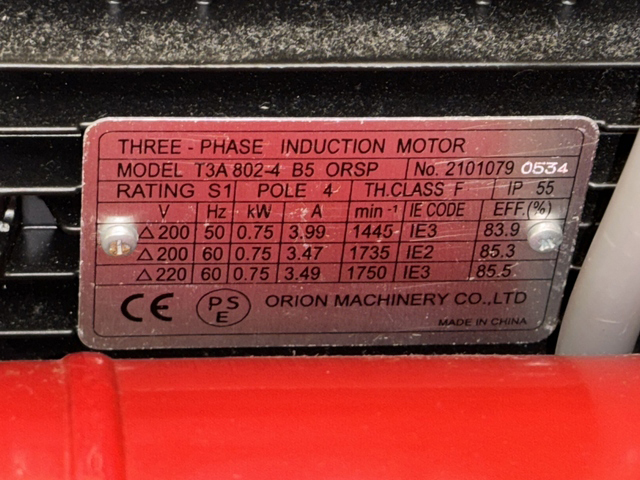 THREE - PHASE INDUCTION MOTOR
MODEL T3A 802-4 B5 ORSP No. 2101079 0534
RATING S1 POLE 4 TH.CLASS F IP 55
V Hz kW A min⁻¹ IE CODE EFF.(%)
△200 50 0.75 3.99 1445 IE3 83.9
△200 60 0.75 3.47 1735 IE2 85.3
△220 60 0.75 3.49 1750 IE3 85.5
CE PSE ORION MACHINERY CO.,LTD
MADE IN CHINA